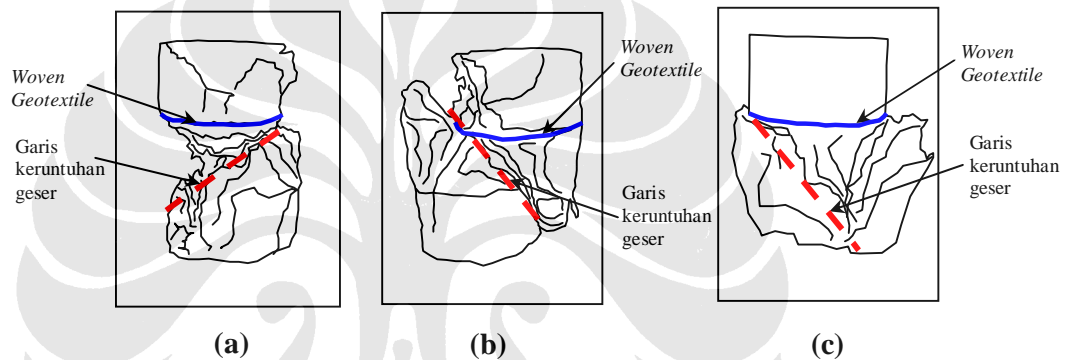 Woven
Geotextile
Garis
keruntuhan
geser
(a)
Woven
Geotextile
Garis
keruntuhan
geser
(b)
Woven
Geotextile
Garis
keruntuhan
geser
(c)